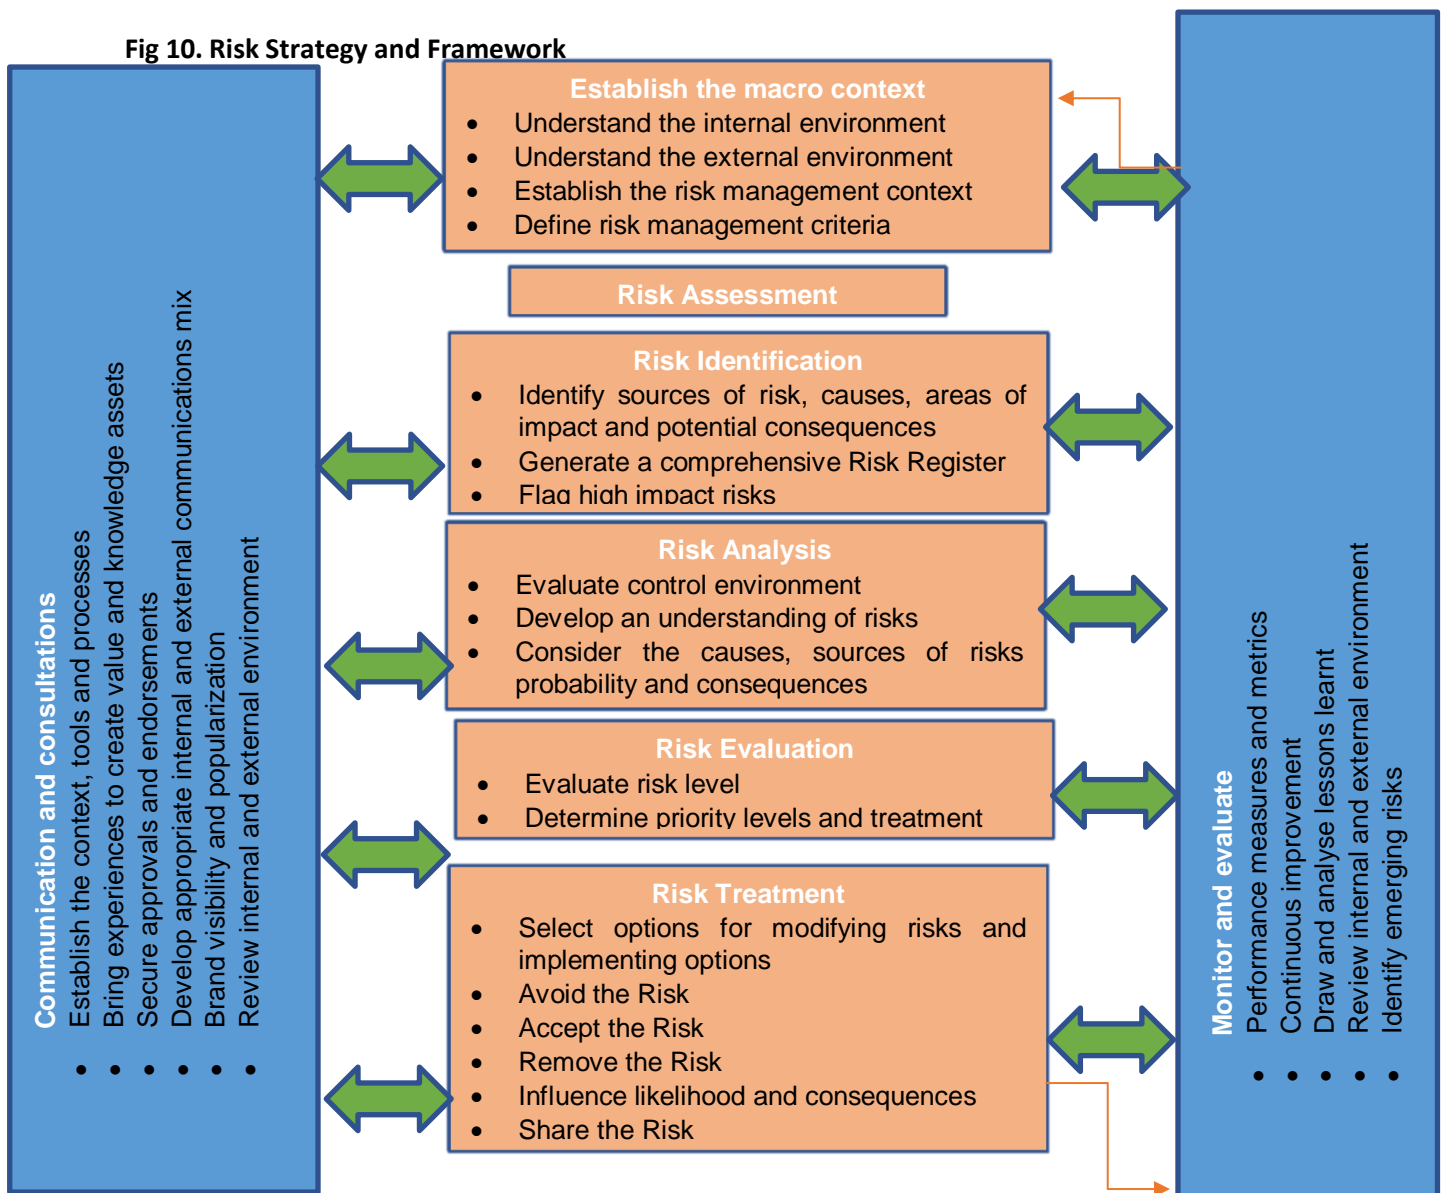 Fig 10. Risk Strategy and Framework
Communication and consultations
• Establish the context, tools and processes
• Bring experiences to create value and knowledge assets
• Secure approvals and endorsements
• Develop appropriate internal and external communications mix
• Brand visibility and popularization
• Review internal and external environment
Establish the macro context
• Understand the internal environment
• Understand the external environment
• Establish the risk management context
• Define risk management criteria
Risk Assessment
Risk Identification
• Identify sources of risk, causes, areas of
impact and potential consequences
• Generate a comprehensive Risk Register
• Flag high impact risks
Risk Analysis
• Evaluate control environment
• Develop an understanding of risks
• Consider the causes, sources of risks
probability and consequences
Risk Evaluation
• Evaluate risk level
• Determine priority levels and treatment
Risk Treatment
• Select options for modifying risks and
implementing options
• Avoid the Risk
• Accept the Risk
• Remove the Risk
• Influence likelihood and consequences
• Share the Risk
Monitor and evaluate
• Performance measures and metrics
• Continuous improvement
• Draw and analyse lessons learnt
• Review internal and external environment
• Identify emerging risks